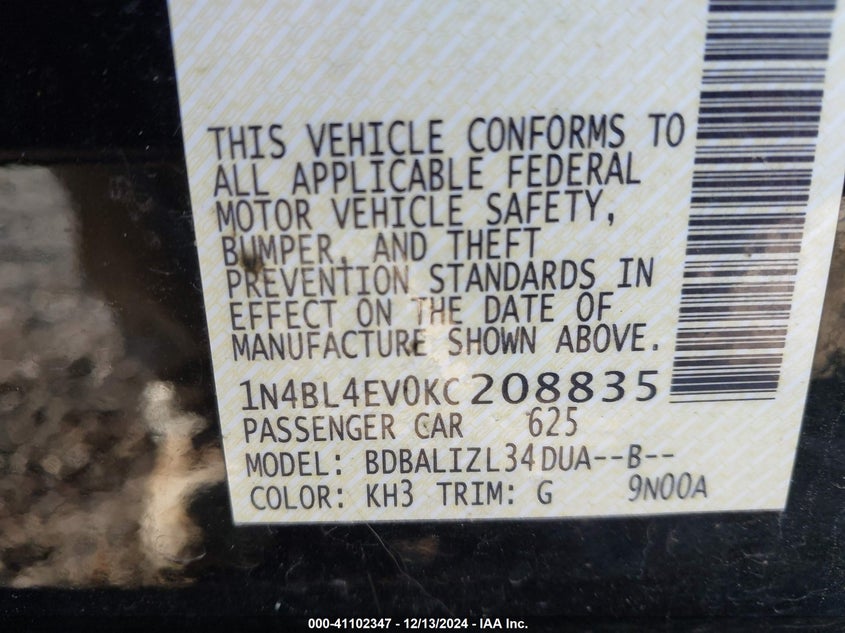 THIS VEHICLE CONFORMS TO
ALL APPLICABLE FEDERAL
MOTOR VEHICLE SAFETY,
BUMPER, AND THEFT
PREVENTION STANDARDS IN
EFFECT ON THE DATE OF
MANUFACTURE SHOWN ABOVE.
1N4BL4EV0KC208835
PASSENGER CAR 625
MODEL: BDBALIZL34DUA--B--
COLOR: KH3 TRIM: G 9N00A
000-41102347 - 12/13/2024 - IAA Inc.